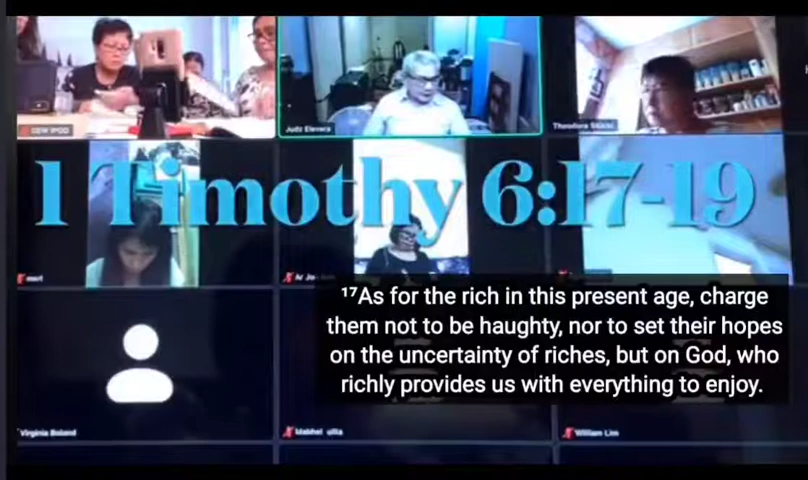 Judz Elevera
1 Timothy 6:17-19
¹⁷As for the rich in this present age, charge
them not to be haughty, nor to set their hopes
on the uncertainty of riches, but on God, who
richly provides us with everything to enjoy.
Virginia Boland
William Lim